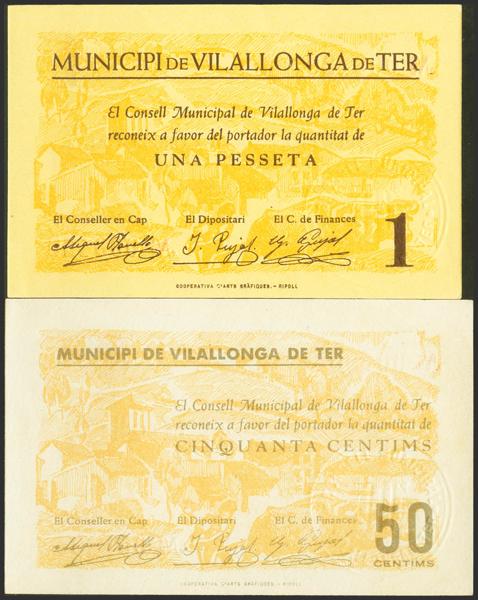 MUNICIPI DE VILALLONGA DE TER
El Consell Municipal de Vilallonga de Ter
reconeix a favor del portador la quantitat de
UNA PESSETA
El Conseller en Cap El Dipositari El C. de Finances
J. Pujol
1
COOPERATIVA D'ARTS GRÀFIQUES. - RIPOLL
MUNICIPI DE VILALLONGA DE TER
El Consell Municipal de Vilallonga de Ter
reconeix a favor del portador la quantitat de
CINQUANTA CENTIMS
El Conseller en Cap El Dipositari El C. de Finances
J. Pujol
50
CENTIMS
COOPERATIVA D'ARTS GRÀFIQUES. - RIPOLL